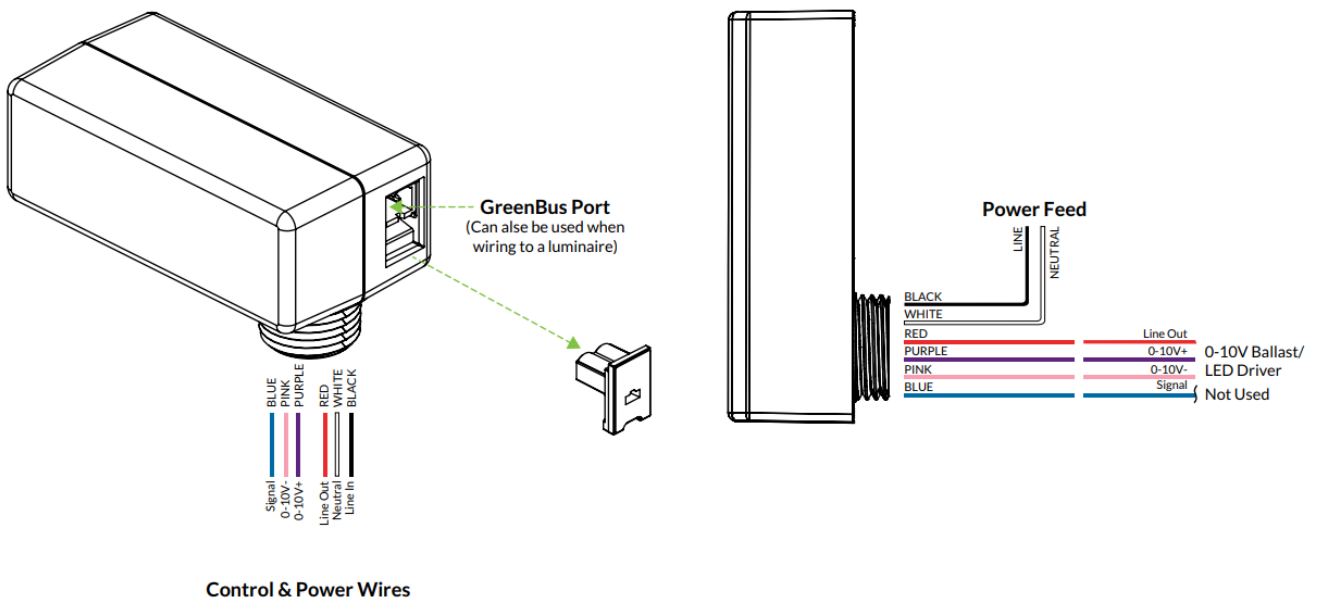 GreenBus Port
(Can alse be used when
wiring to a luminaire)
BLUE
PINK
PURPLE
RED
WHITE
BLACK
Signal
0-10V-
0-10V+
Line Out
Neutral
Line In
Control & Power Wires
Power Feed
LINE
NEUTRAL
BLACK
WHITE
RED
Line Out
PURPLE
0-10V+
0-10V Ballast/
PINK
0-10V-
LED Driver
BLUE
Signal
Not Used